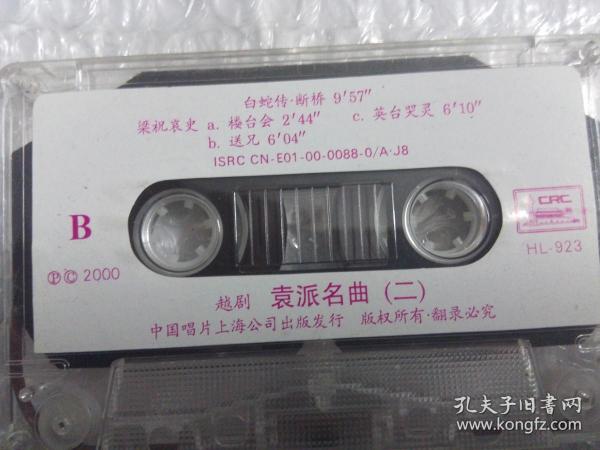 白蛇传·断桥 9′57″
梁祝哀史 a. 楼台会 2′44″ c. 英台哭灵 6′10″
b. 送兄 6′04″
ISRC CN-E01-00-0088-0/A·J8
B
CRC
HL-923
ⓅⒸ 2000
越剧 袁派名曲 (二)
中国唱片上海公司出版发行 版权所有·翻录必究
孔夫子旧书网
kongfz.com